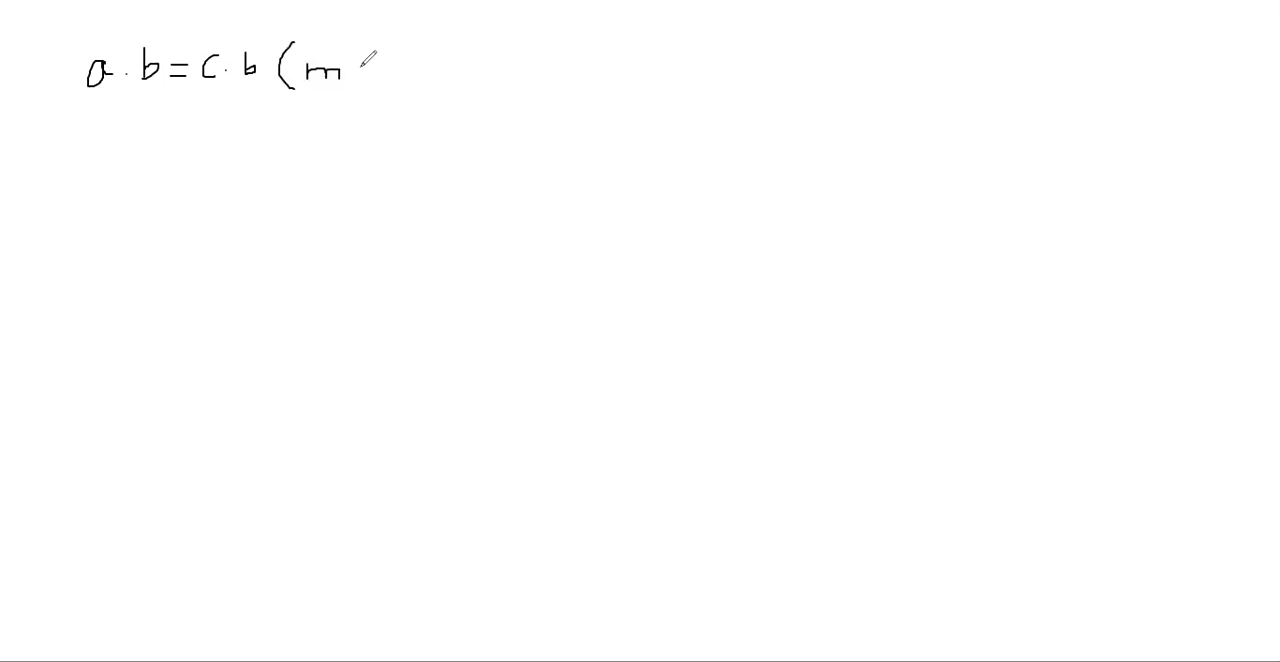 a · b = c · b (m